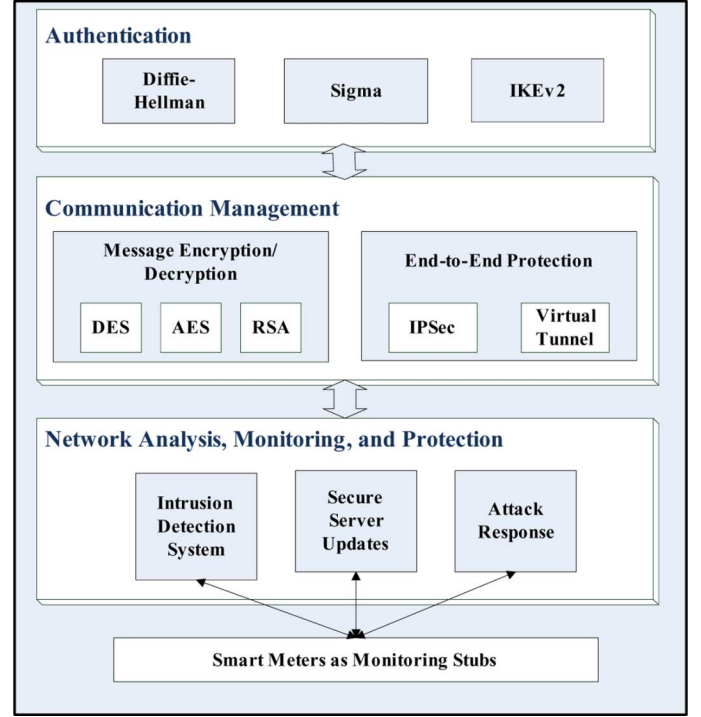 Authentication
Diffie-
Hellman
Sigma
IKEv2
Communication Management
Message Encryption/
Decryption
DES
AES
RSA
End-to-End Protection
IPSec
Virtual
Tunnel
Network Analysis, Monitoring, and Protection
Intrusion
Detection
System
Secure
Server
Updates
Attack
Response
Smart Meters as Monitoring Stubs